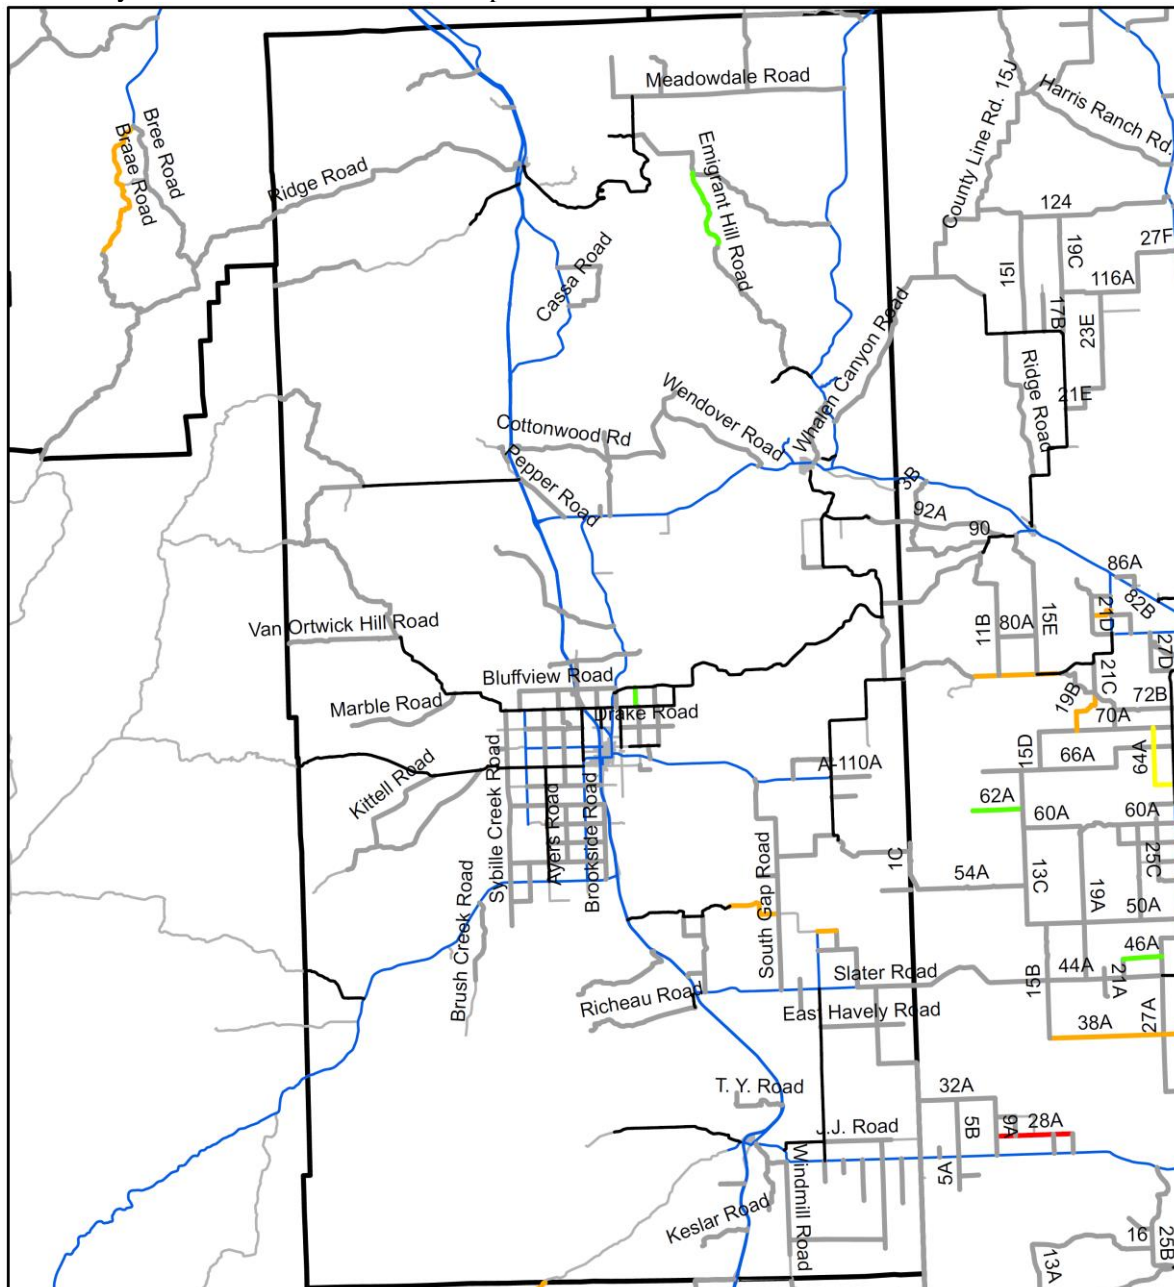 Meadowdale Road
County Line Rd. 15J
Harris Ranch Rd.
Bree Road
Braae Road
Emigrant Hill Road
Ridge Road
124
27F
19C
15I
116A
Cassa Road
17B
23E
Whalen Canyon Road
Ridge Road
21E
Wendover Road
Cottonwood Rd
Pepper Road
3B
92A
90
86A
82B
21D
15E
80A
11B
Van Ortwick Hill Road
27D
21C
Bluffview Road
72B
19B
Marble Road
Drake Road
70A
15D
66A
64A
A-110A
Kittell Road
62A
60A
60A
Sybille Creek Road
Ayers Road
Brookside Road
25C
1C
54A
13C
19A
50A
South Gap Road
Brush Creek Road
46A
44A
21A
Slater Road
15B
27A
Richeau Road
East Havely Road
38A
T. Y. Road
32A
J.J. Road
5B
9A
28A
5A
Windmill Road
Keslar Road
16
25B
13A